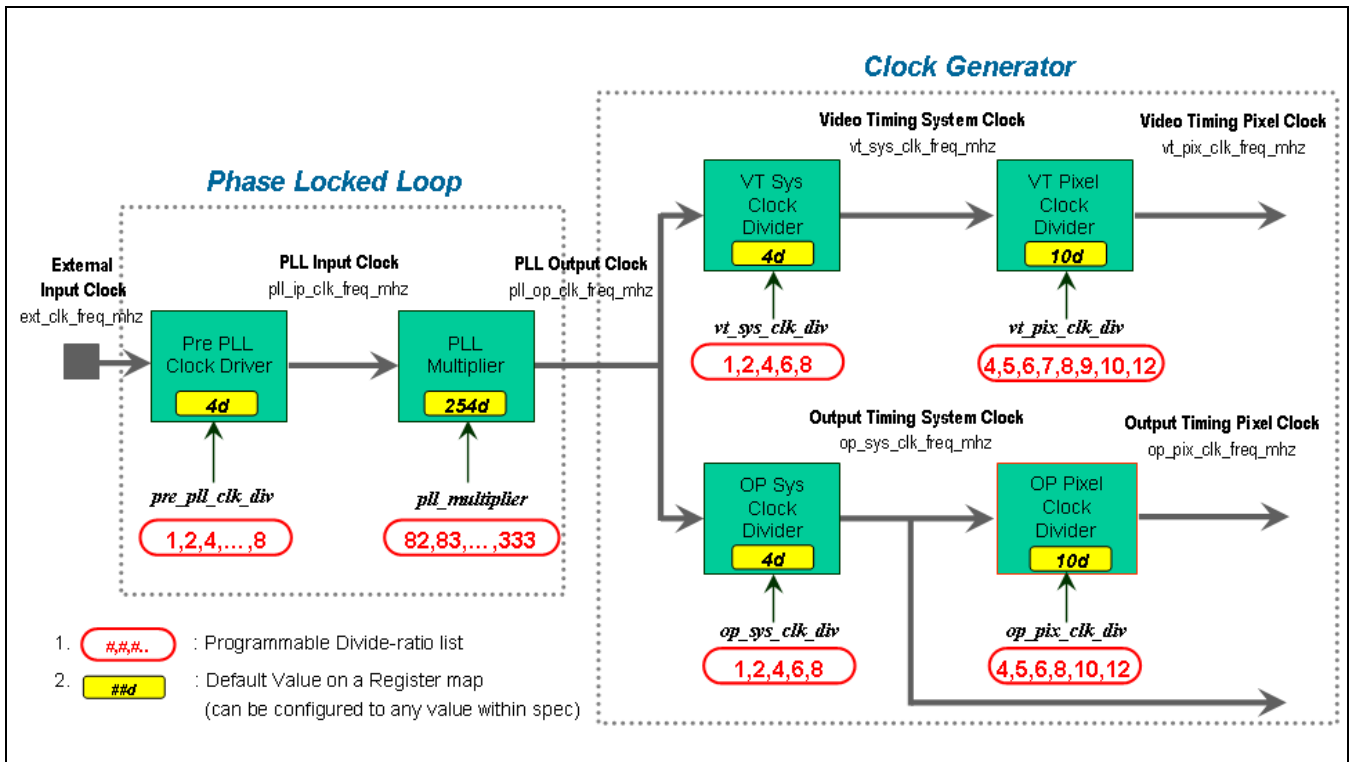 Clock Generator
Phase Locked Loop
Video Timing System Clock
vt_sys_clk_freq_mhz
Video Timing Pixel Clock
vt_pix_clk_freq_mhz
VT Sys
Clock
Divider
4d
VT Pixel
Clock
Divider
10d
External
Input Clock
ext_clk_freq_mhz
PLL Input Clock
pll_ip_clk_freq_mhz
PLL Output Clock
pll_op_clk_freq_mhz
Pre PLL
Clock Driver
4d
PLL
Multiplier
254d
vt_sys_clk_div
1,2,4,6,8
vt_pix_clk_div
4,5,6,7,8,9,10,12
Output Timing System Clock
op_sys_clk_freq_mhz
Output Timing Pixel Clock
op_pix_clk_freq_mhz
pre_pll_clk_div
1,2,4,...,8
pll_multiplier
82,83,...,333
OP Sys
Clock
Divider
4d
OP Pixel
Clock
Divider
10d
op_sys_clk_div
1,2,4,6,8
op_pix_clk_div
4,5,6,8,10,12
1. #,#,#.. : Programmable Divide-ratio list
2. ##d : Default Value on a Register map
(can be configured to any value within spec)